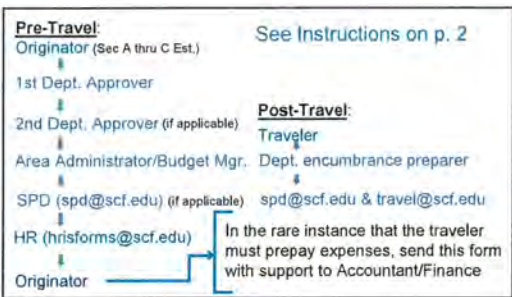 Pre-Travel:
Originator (Sec A thru C Est.)
1st Dept. Approver
2nd Dept. Approver (if applicable)
Area Administrator/Budget Mgr.
SPD (spd@scf.edu) (if applicable)
HR (hrisforms@scf.edu)
Originator
See Instructions on p. 2
Post-Travel:
Traveler
Dept. encumbrance preparer
spd@scf.edu & travel@scf.edu
In the rare instance that the traveler
must prepay expenses, send this form
with support to Accountant/Finance